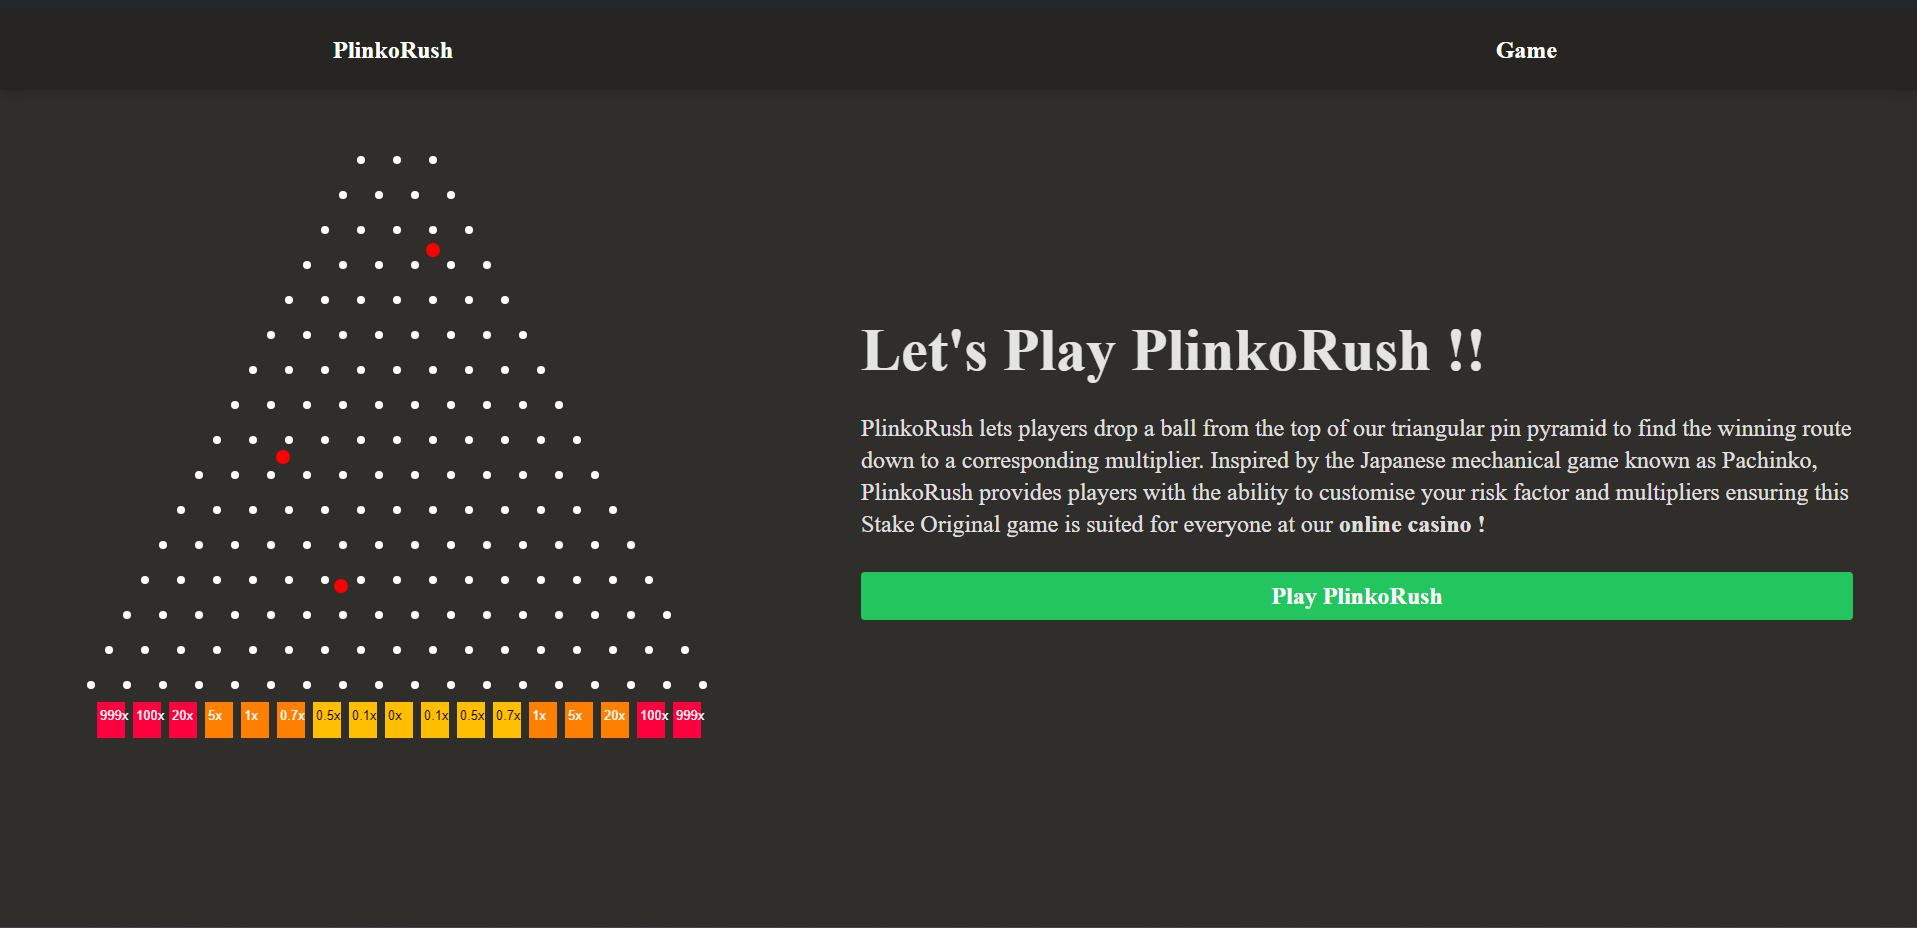 PlinkoRush
Game
Let's Play PlinkoRush !!
PlinkoRush lets players drop a ball from the top of our triangular pin pyramid to find the winning route
down to a corresponding multiplier. Inspired by the Japanese mechanical game known as Pachinko,
PlinkoRush provides players with the ability to customise your risk factor and multipliers ensuring this
Stake Original game is suited for everyone at our online casino !
Play PlinkoRush
999x 100x 20x 5x 1x 0.7x 0.5x 0.1x 0x 0.1x 0.5x 0.7x 1x 5x 20x 100x 999x